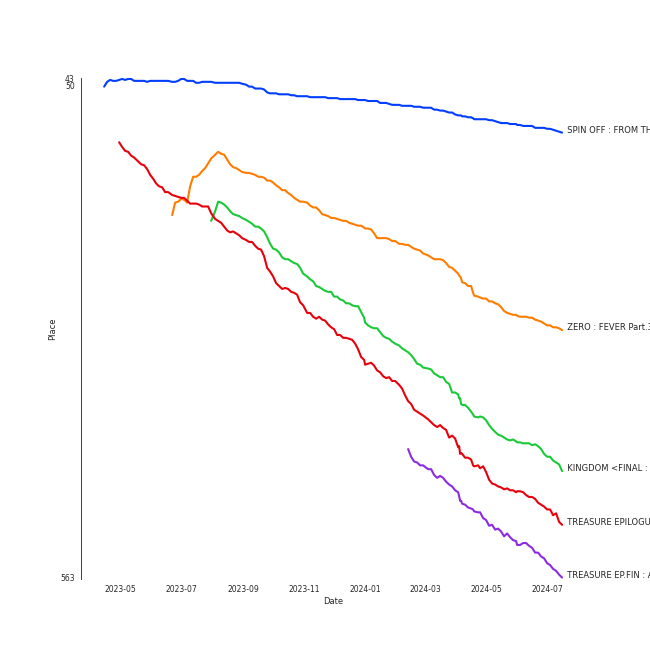 43
50
SPIN OFF : FROM TH
ZERO : FEVER Part.3
Place
KINGDOM <FINAL :
TREASURE EPILOGU
TREASURE EP.FIN : A
563
2023-05 2023-07 2023-09 2023-11 2024-01 2024-03 2024-05 2024-07
Date